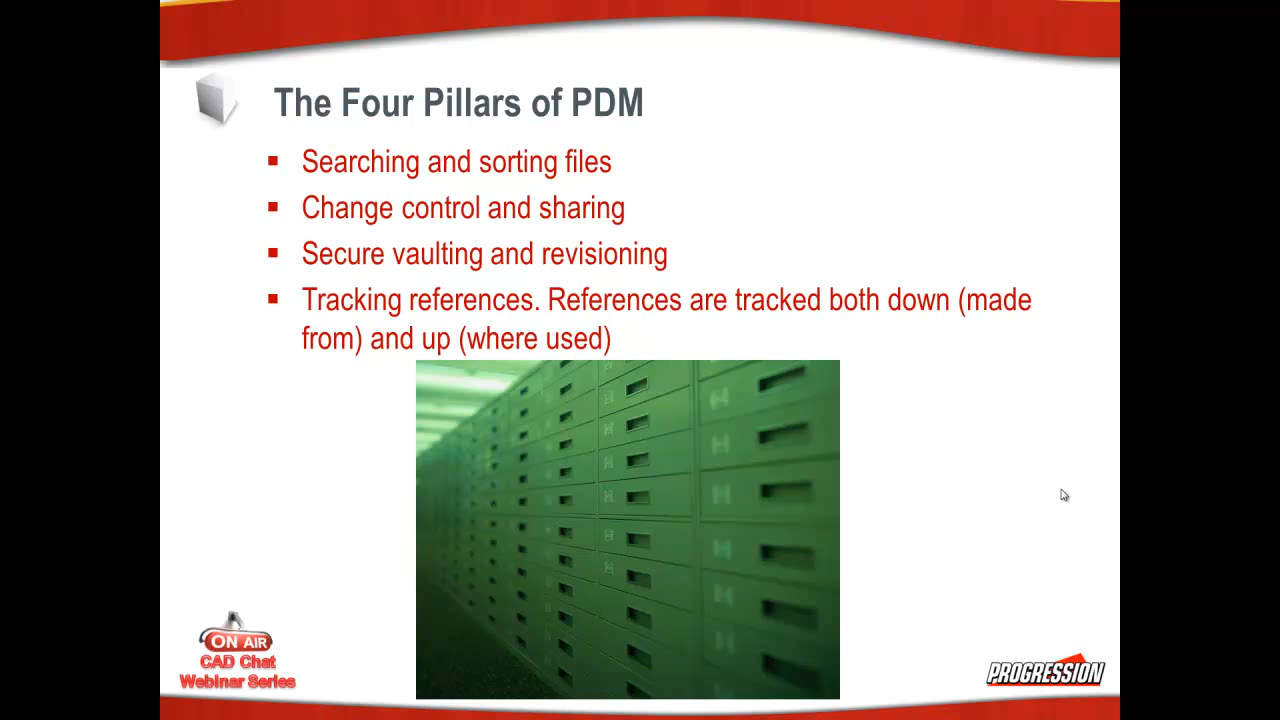 The Four Pillars of PDM
▪ Searching and sorting files
▪ Change control and sharing
▪ Secure vaulting and revisioning
▪ Tracking references. References are tracked both down (made
from) and up (where used)
ON AIR
CAD Chat
Webinar Series
PROGRESSION